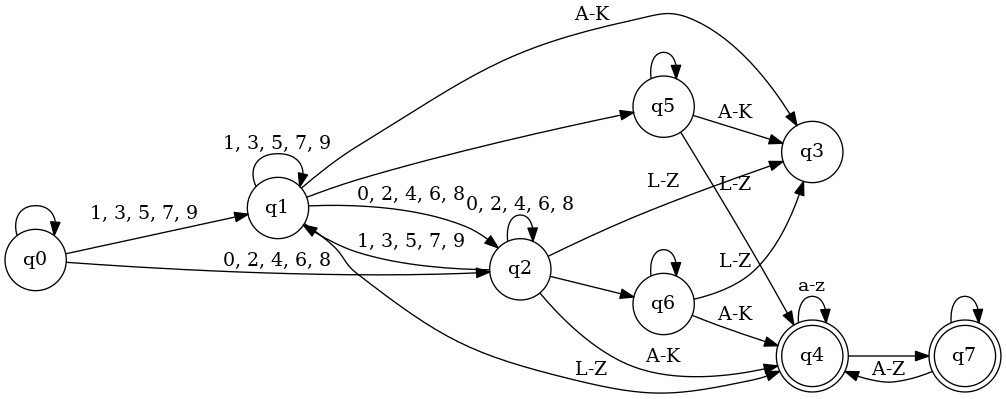 A-K
q5
1, 3, 5, 7, 9
A-K
q3
0, 2, 4, 6, 8
0, 2, 4, 6, 8
L-Z
L-Z
q1
1, 3, 5, 7, 9
1, 3, 5, 7, 9
q0
0, 2, 4, 6, 8
q2
L-Z
q6
a-z
A-K
A-K
q4
q7
L-Z
A-Z